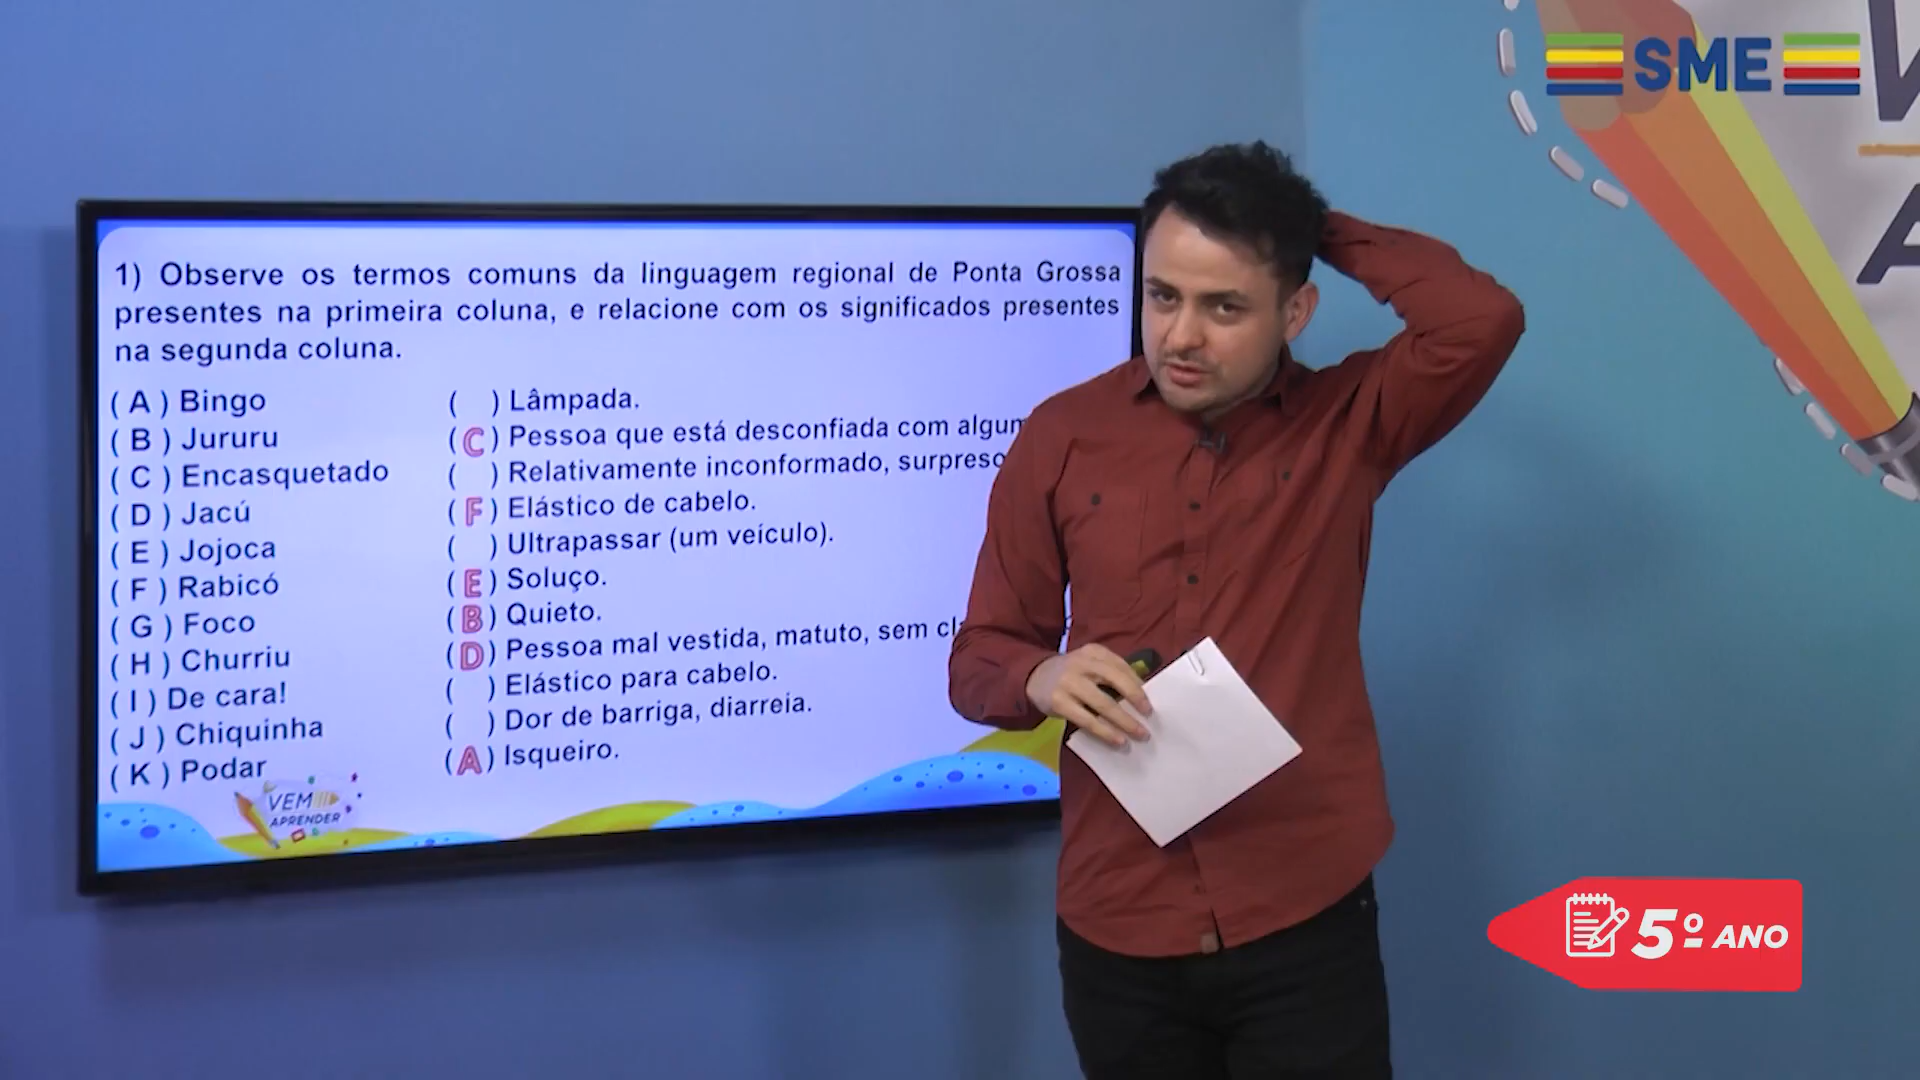 SME
1) Observe os termos comuns da linguagem regional de Ponta Grossa
presentes na primeira coluna, e relacione com os significados presentes
na segunda coluna.
( A ) Bingo ( ) Lâmpada.
( B ) Jururu ( C ) Pessoa que está desconfiada com
( C ) Encasquetado ( ) Relativamente inconformado, surpreso
( D ) Jacú ( F ) Elástico de cabelo.
( E ) Jojoca ( ) Ultrapassar (um veículo).
( F ) Rabicó ( E ) Soluço.
( G ) Foco ( B ) Quieto.
( H ) Churriu ( D ) Pessoa mal vestida, matuto, sem
( I ) De cara! ( ) Elástico para cabelo.
( J ) Chiquinha ( ) Dor de barriga, diarreia.
( K ) Podar ( A ) Isqueiro.
VEM
APRENDER
5º ANO